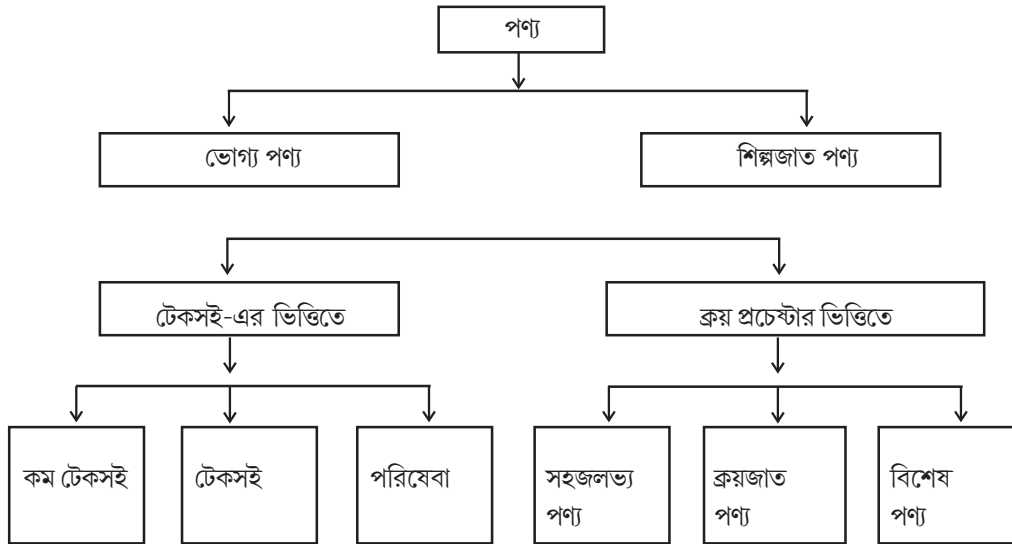 পণ্য
ভোগ্য পণ্য
শিল্পজাত পণ্য
টেকসই-এর ভিত্তিতে
ক্রয় প্রচেষ্টার ভিত্তিতে
কম টেকসই
টেকসই
পরিষেবা
সহজলভ্য
পণ্য
ক্রয়জাত
পণ্য
বিশেষ
পণ্য